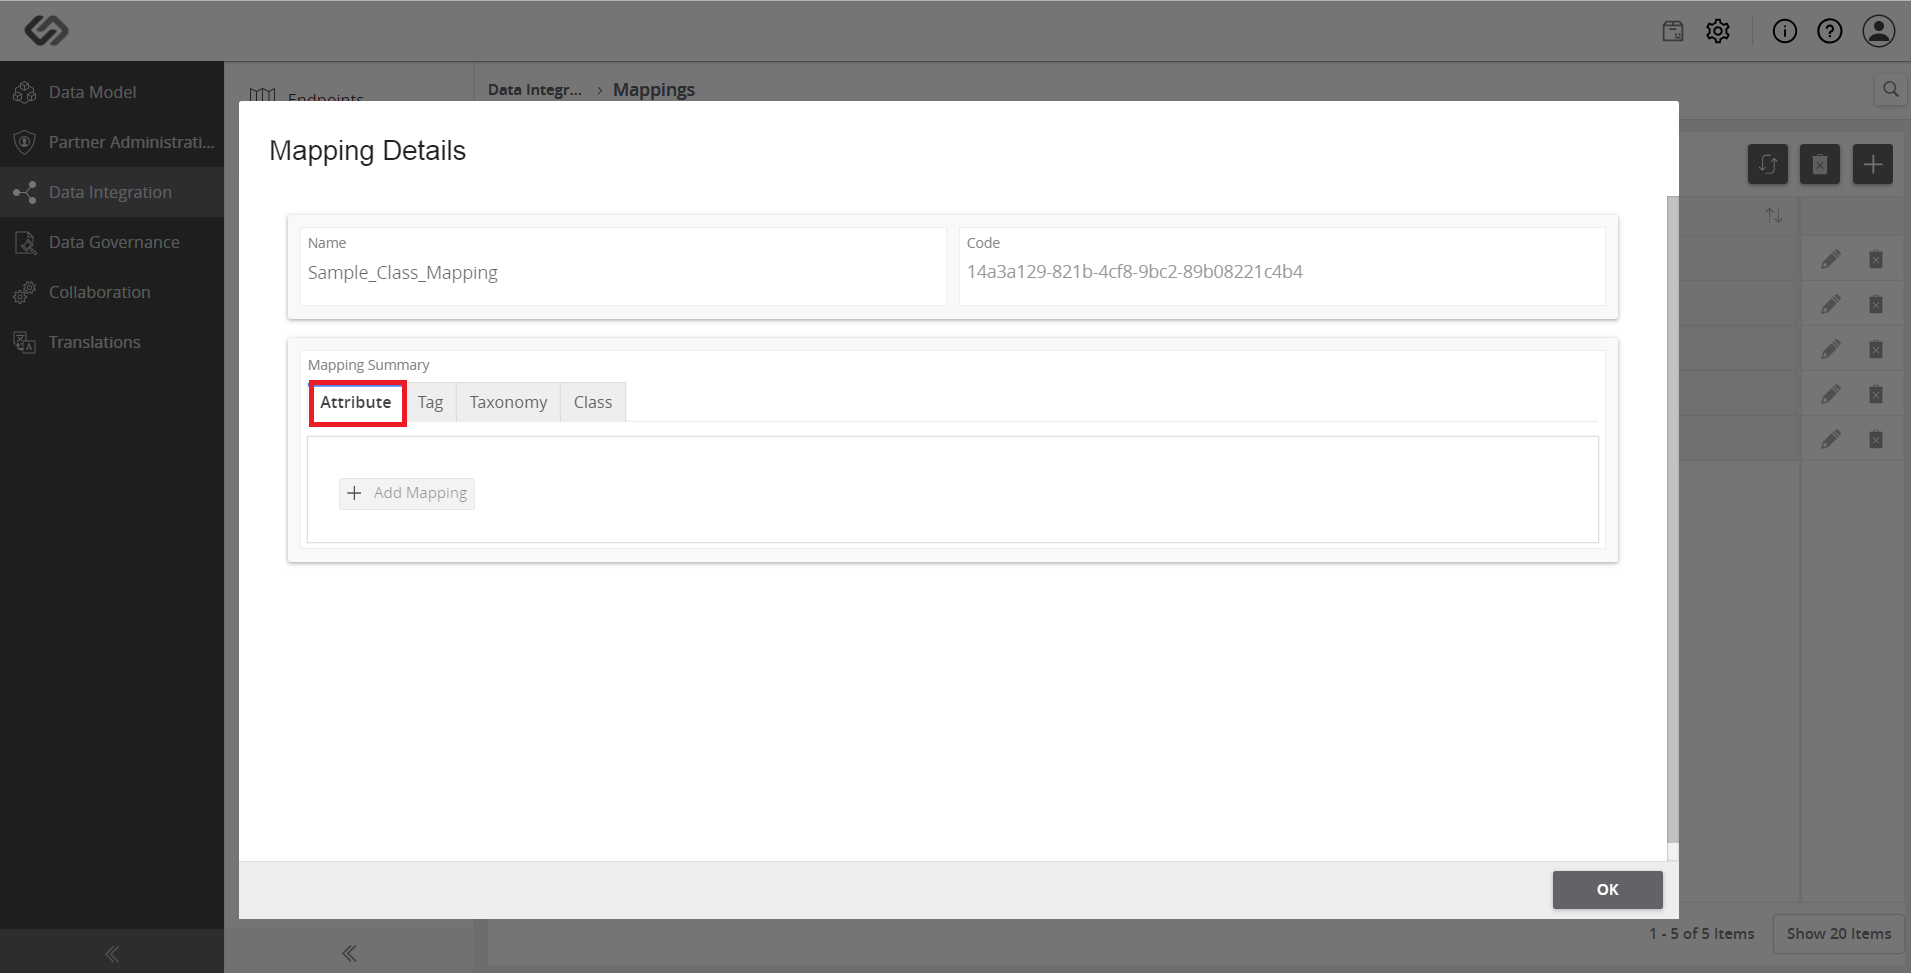 Data Model
Partner Administrati...
Data Integration
Data Governance
Collaboration
Translations
Endpoints
Data Integr... › Mappings
Mapping Details
Name
Sample_Class_Mapping
Code
14a3a129-821b-4cf8-9bc2-89b08221c4b4
Mapping Summary
Attribute Tag Taxonomy Class
+ Add Mapping
OK
1 - 5 of 5 Items
Show 20 Items